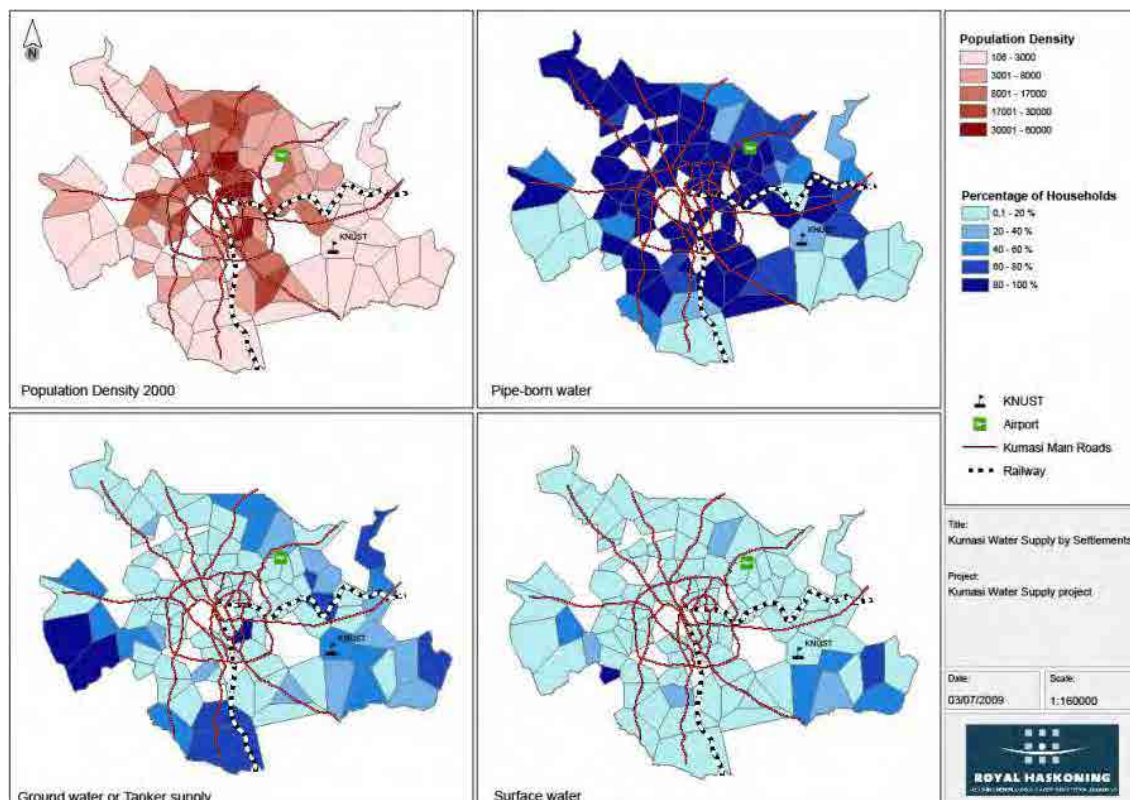 N
KNUST
Population Density 2000
KNUST
Pipe-born water
KNUST
Ground water or Tanker supply
KNUST
Surface water
Population Density
106 - 3000
3001 - 8000
8001 - 17000
17001 - 30000
30001 - 60000
Percentage of Households
0,1 - 20 %
20 - 40 %
40 - 60 %
60 - 80 %
80 - 100 %
KNUST
Airport
Kumasi Main Roads
Railway
Title:
Kumasi Water Supply by Settlements
Project:
Kumasi Water Supply project
Date:
03/07/2009
Scale:
1:160000
ROYAL HASKONING